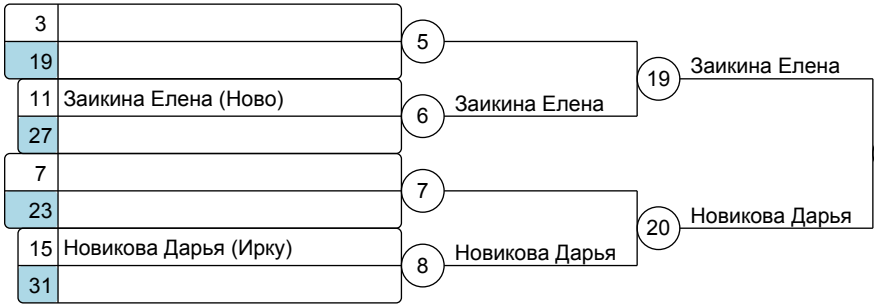 3
5
19
19 Заикина Елена
11 Заикина Елена (Ново)
6 Заикина Елена
27
7
7
23
20 Новикова Дарья
15 Новикова Дарья (Ирку)
8 Новикова Дарья
31